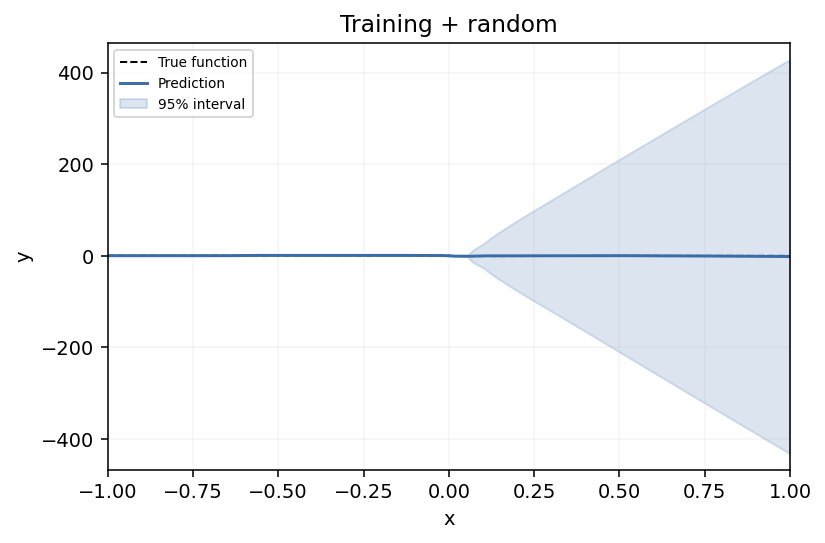 Training + random
True function
Prediction
95% interval
400
200
0
−200
−400
y
−1.00 −0.75 −0.50 −0.25 0.00 0.25 0.50 0.75 1.00
x